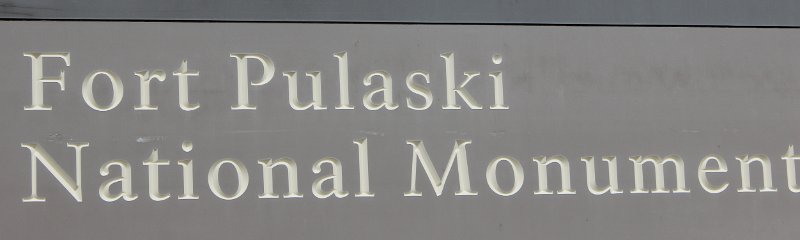 Fort Pulaski
National Monument